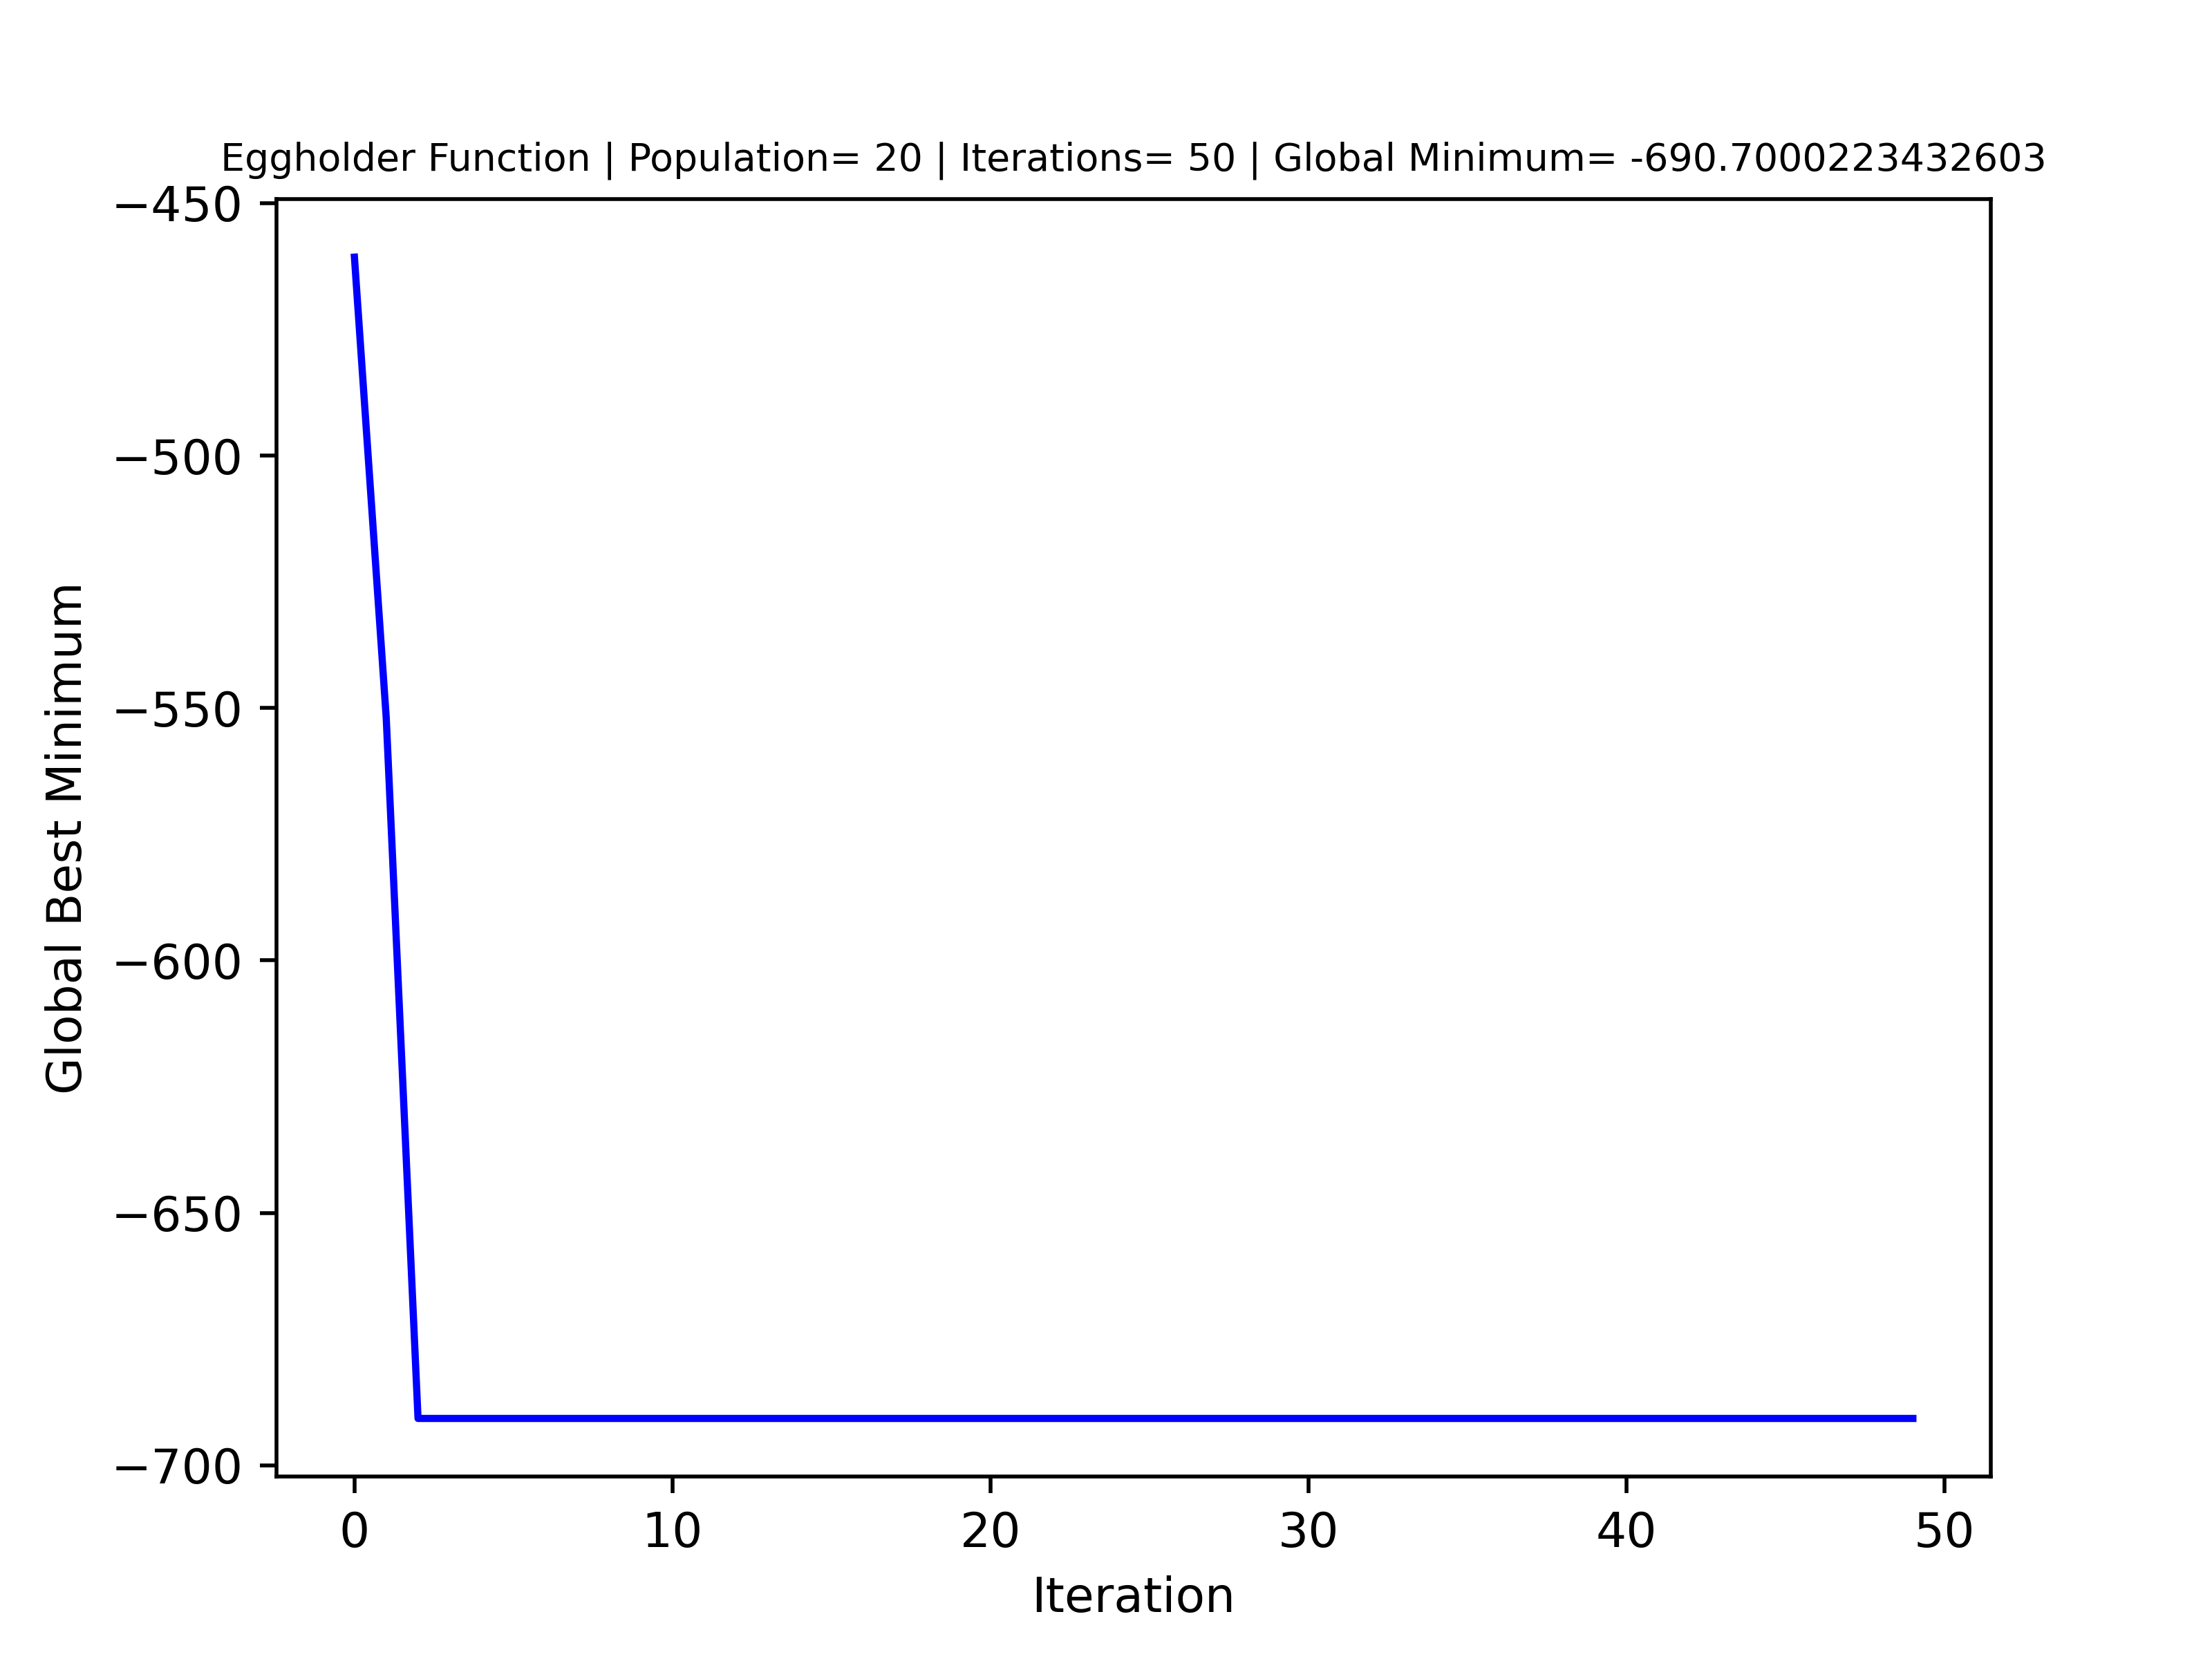 Eggholder Function | Population= 20 | Iterations= 50 | Global Minimum= -690.7000223432603
−450
−500
−550
−600
−650
−700
Global Best Minimum
0 10 20 30 40 50
Iteration